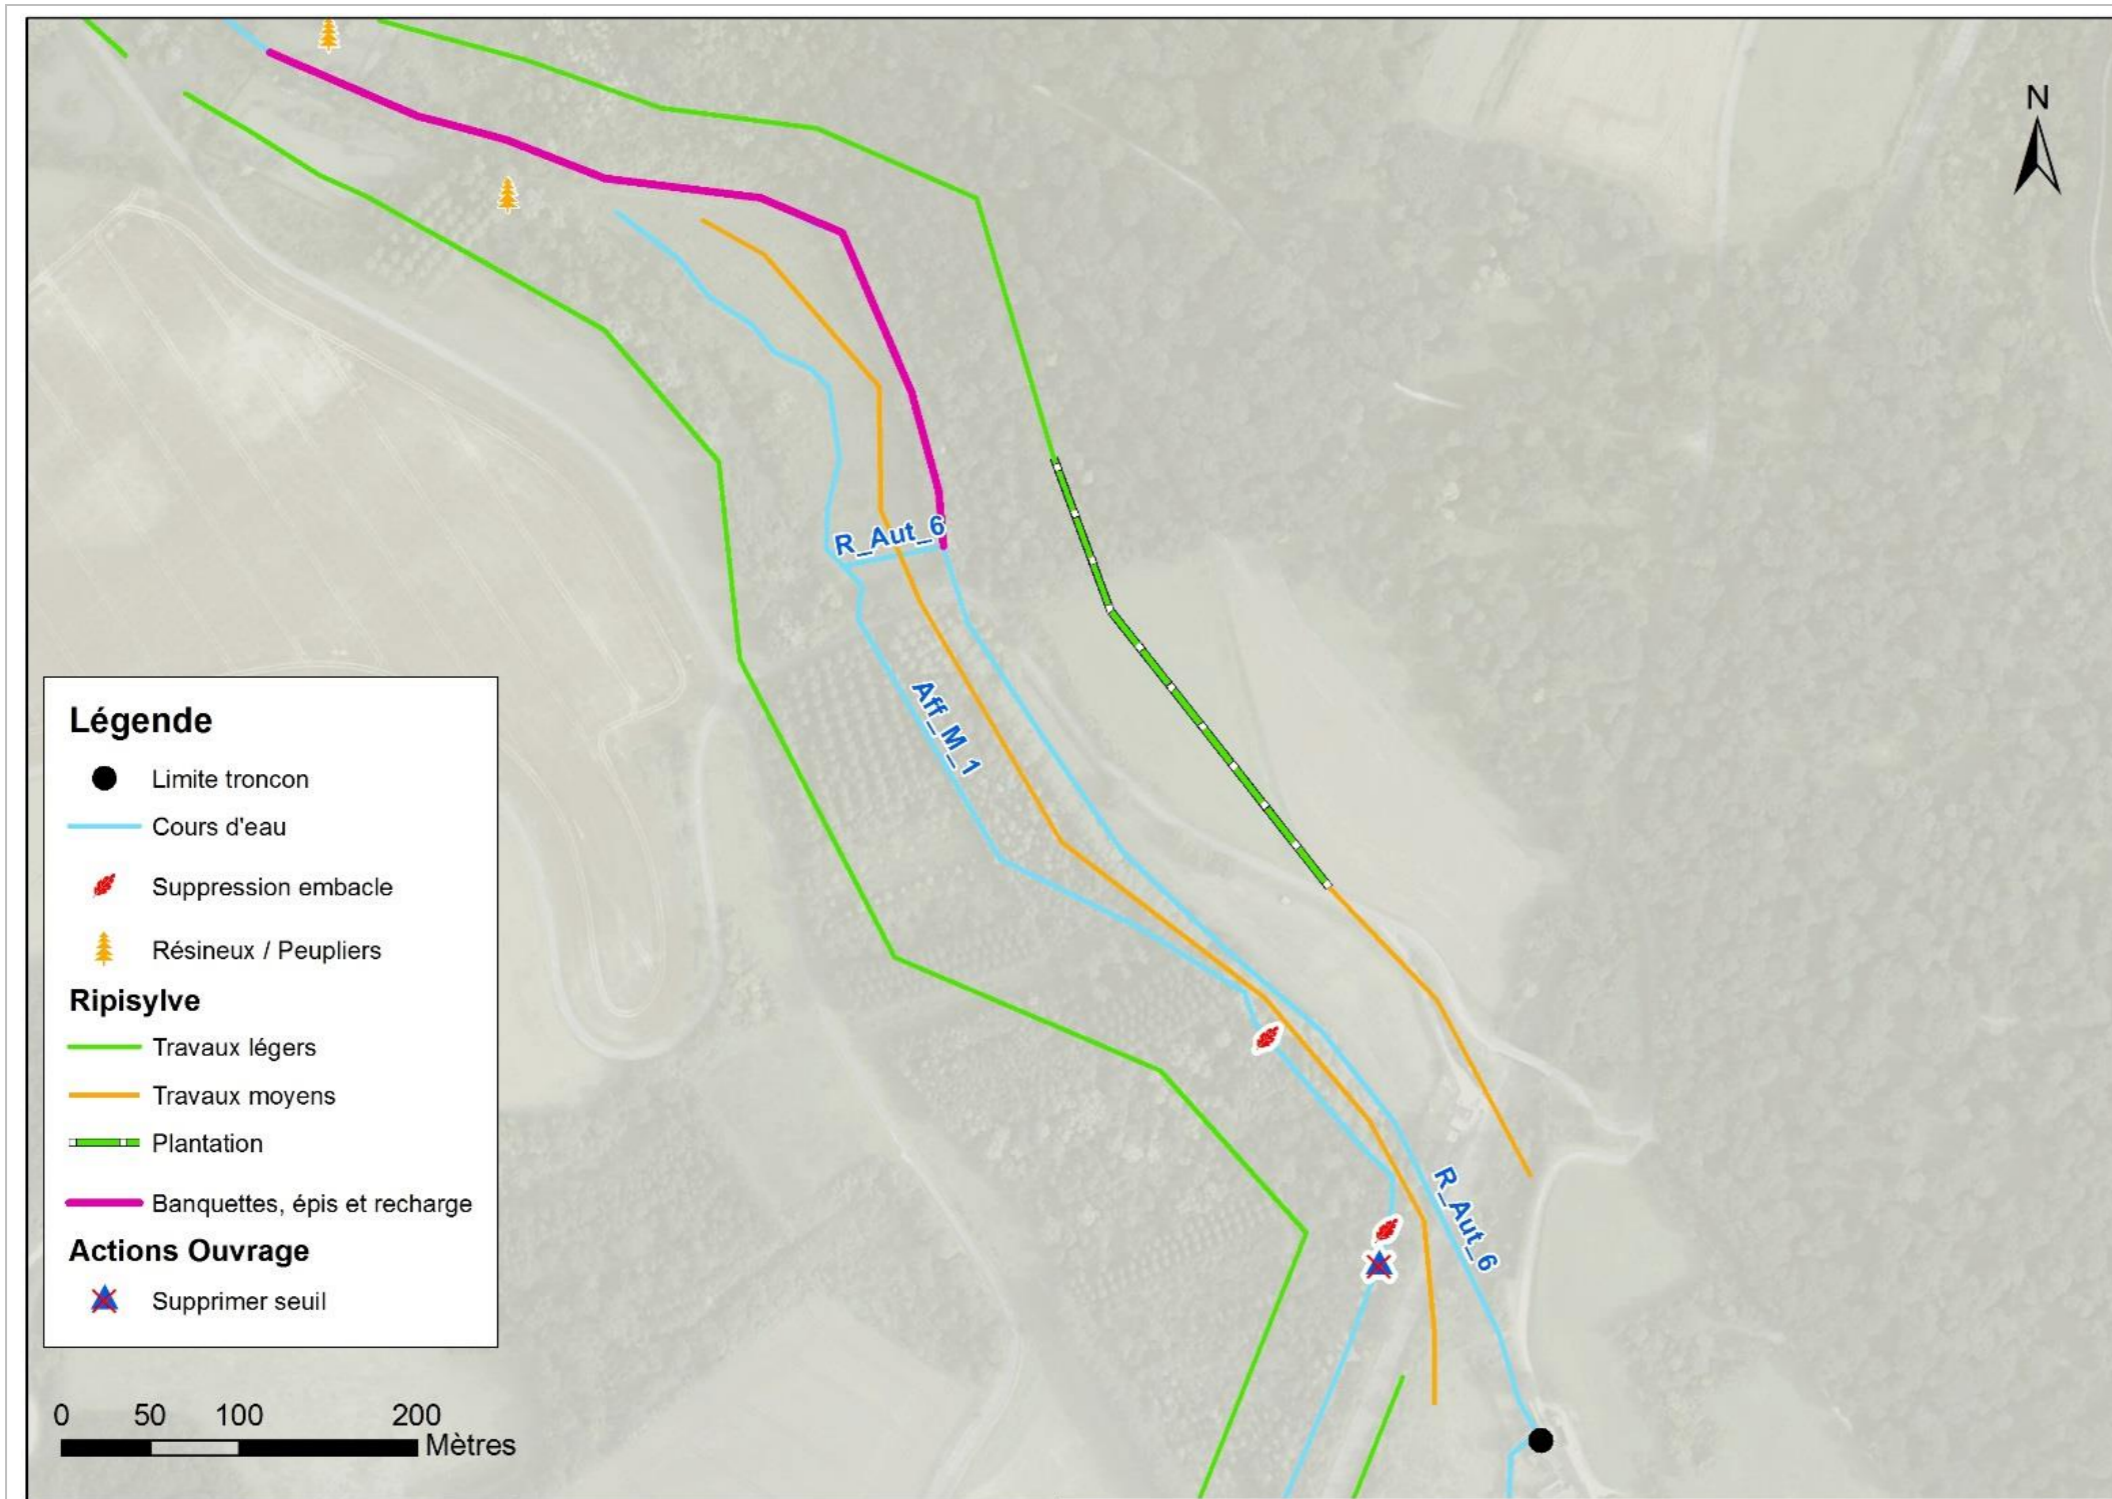 N
R_Aut_6
Aff_M_1
R_Aut_6
Légende
Limite troncon
Cours d'eau
Suppression embacle
Résineux / Peupliers
Ripisylve
Travaux légers
Travaux moyens
Plantation
Banquettes, épis et recharge
Actions Ouvrage
Supprimer seuil
0 50 100 200
Mètres